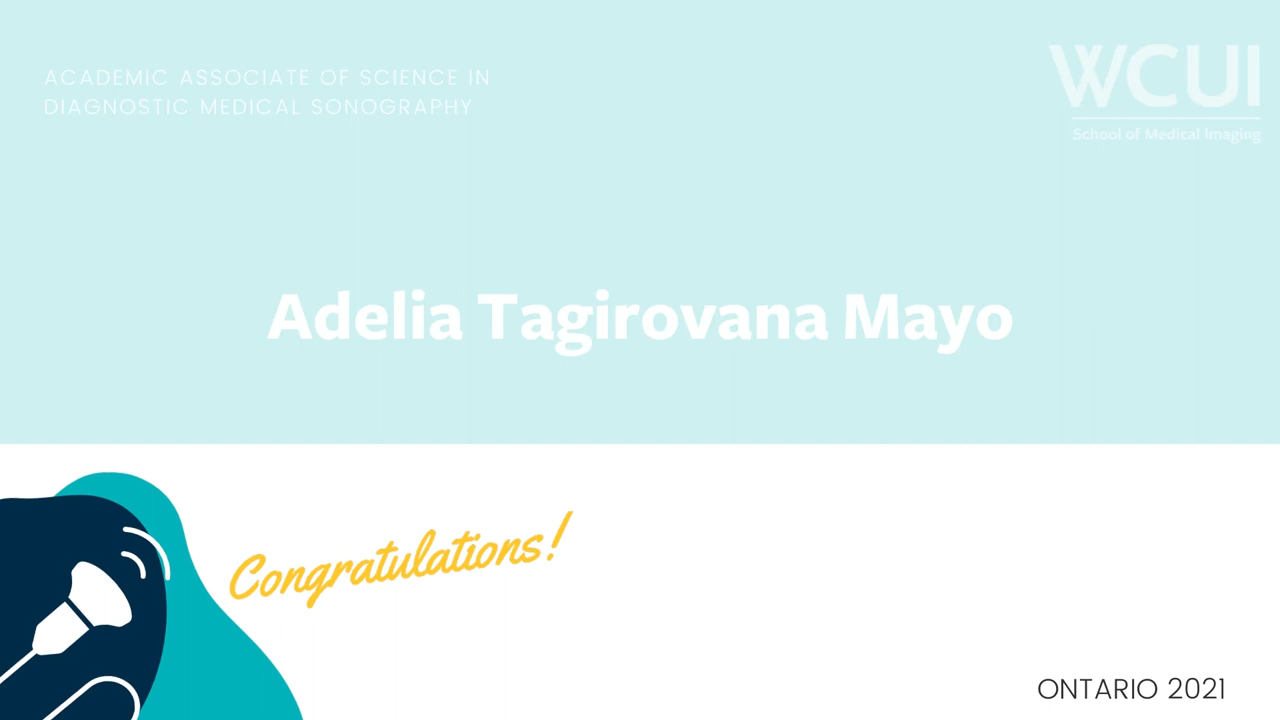 ACADEMIC ASSOCIATE OF SCIENCE IN
DIAGNOSTIC MEDICAL SONOGRAPHY
WCUI
School of Medical Imaging
Adelia Tagirovana Mayo
Congratulations!
ONTARIO 2021